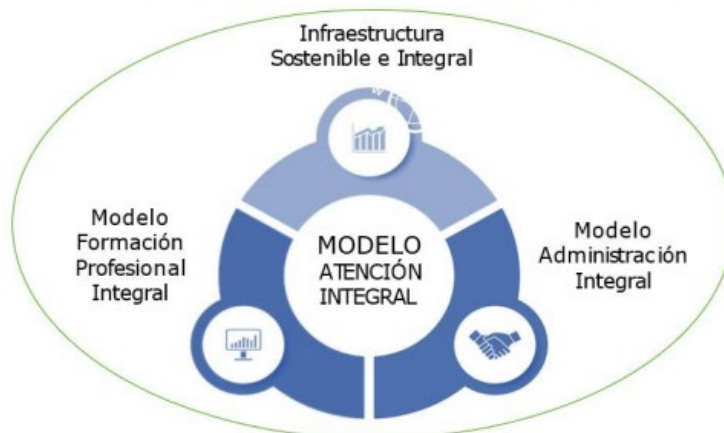 Infraestructura
Sostenible e Integral
Modelo
Formación
Profesional
Integral
MODELO
ATENCIÓN
INTEGRAL
Modelo
Administración
Integral